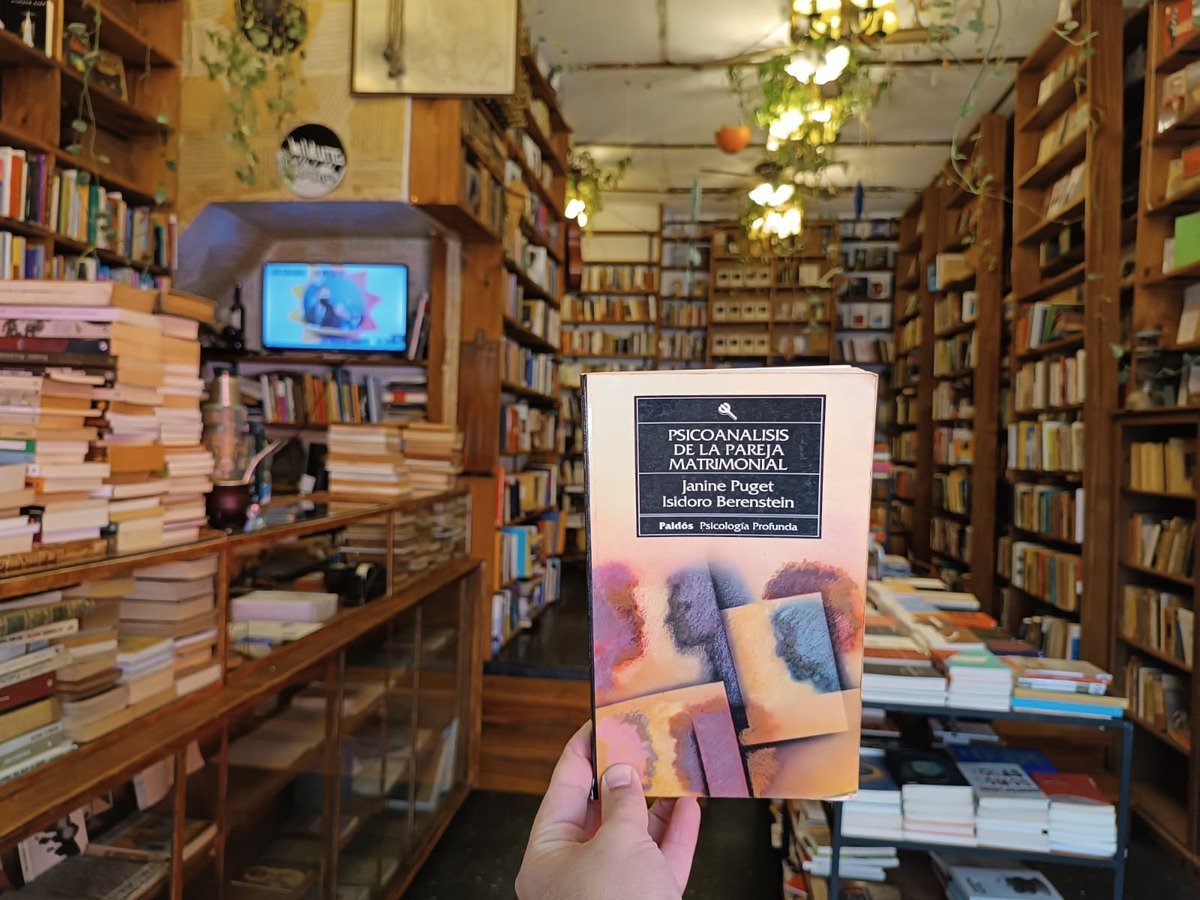 PSICOANALISIS
DE LA PAREJA
MATRIMONIAL
Janine Puget
Isidoro Berenstein
Paidós Psicología Profunda